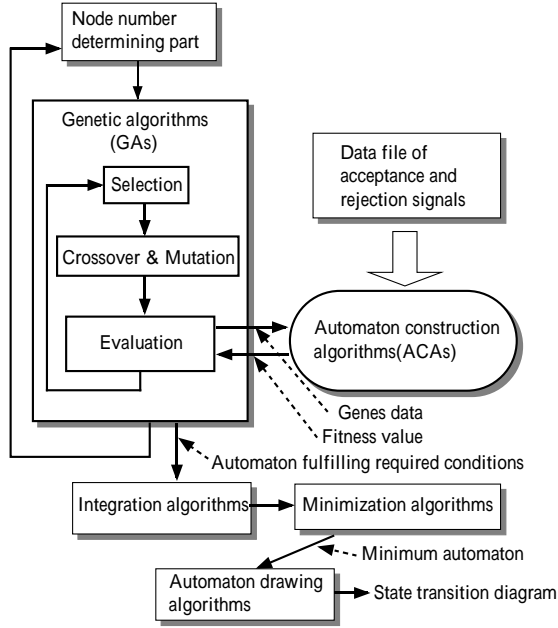 Node number
determining part
Genetic algorithms
(GAs)
Selection
Crossover & Mutation
Evaluation
Data file of
acceptance and
rejection signals
Automaton construction
algorithms(ACAs)
Genes data
Fitness value
Automaton fulfilling required conditions
Integration algorithms
Minimization algorithms
Minimum automaton
Automaton drawing
algorithms
State transition diagram